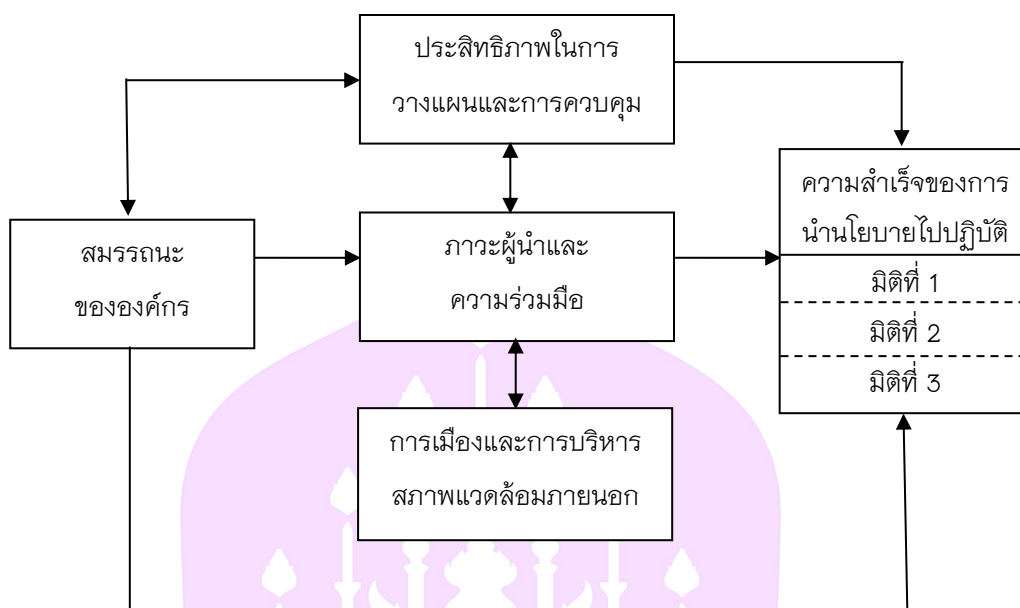 ประสิทธิภาพในการ
วางแผนและการควบคุม
ความสำเร็จของการ
นำนโยบายไปปฏิบัติ
มิติที่ 1
มิติที่ 2
มิติที่ 3
สมรรถนะ
ขององค์กร
ภาวะผู้นำและ
ความร่วมมือ
การเมืองและการบริหาร
สภาพแวดล้อมภายนอก